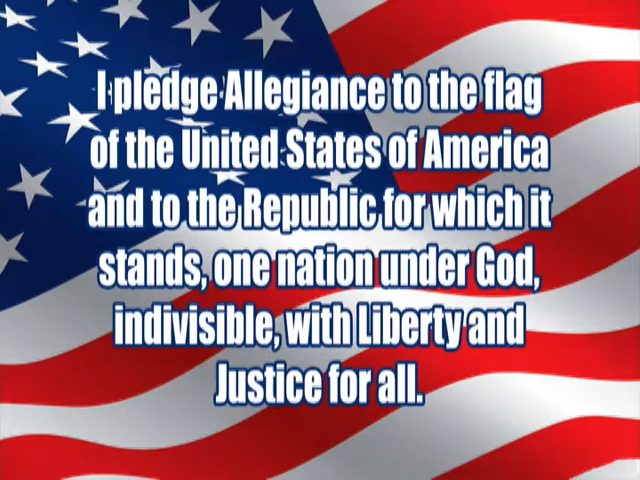 I pledge Allegiance to the flag
of the United States of America
and to the Republic for which it
stands, one nation under God,
indivisible, with Liberty and
Justice for all.